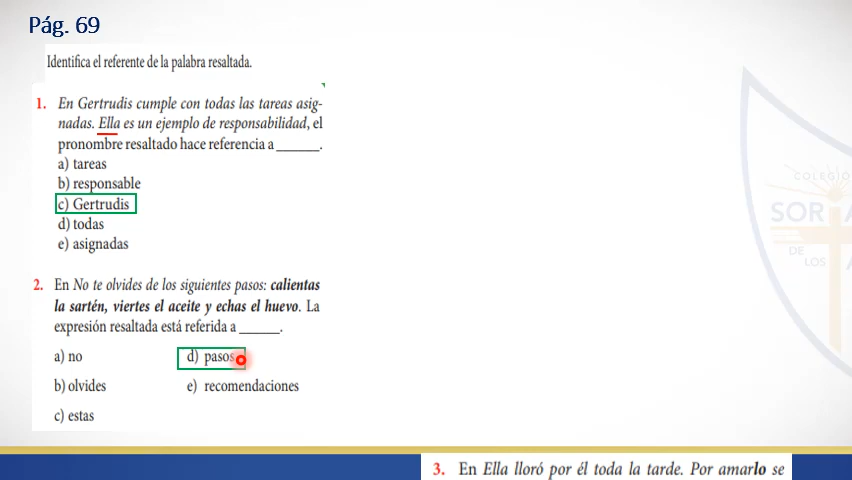 Pág. 69
Identifica el referente de la palabra resaltada.
1. En Gertrudis cumple con todas las tareas asig-
nadas. Ella es un ejemplo de responsabilidad, el
pronombre resaltado hace referencia a ______.
a) tareas
b) responsable
c) Gertrudis
d) todas
e) asignadas
2. En No te olvides de los siguientes pasos: calientas
la sartén, viertes el aceite y echas el huevo. La
expresión resaltada está referida a ______.
a) no
b) olvides
c) estas
d) pasos
e) recomendaciones
COLEGIO
SOR
DE
LOS
3. En Ella lloró por él toda la tarde. Por amarlo se